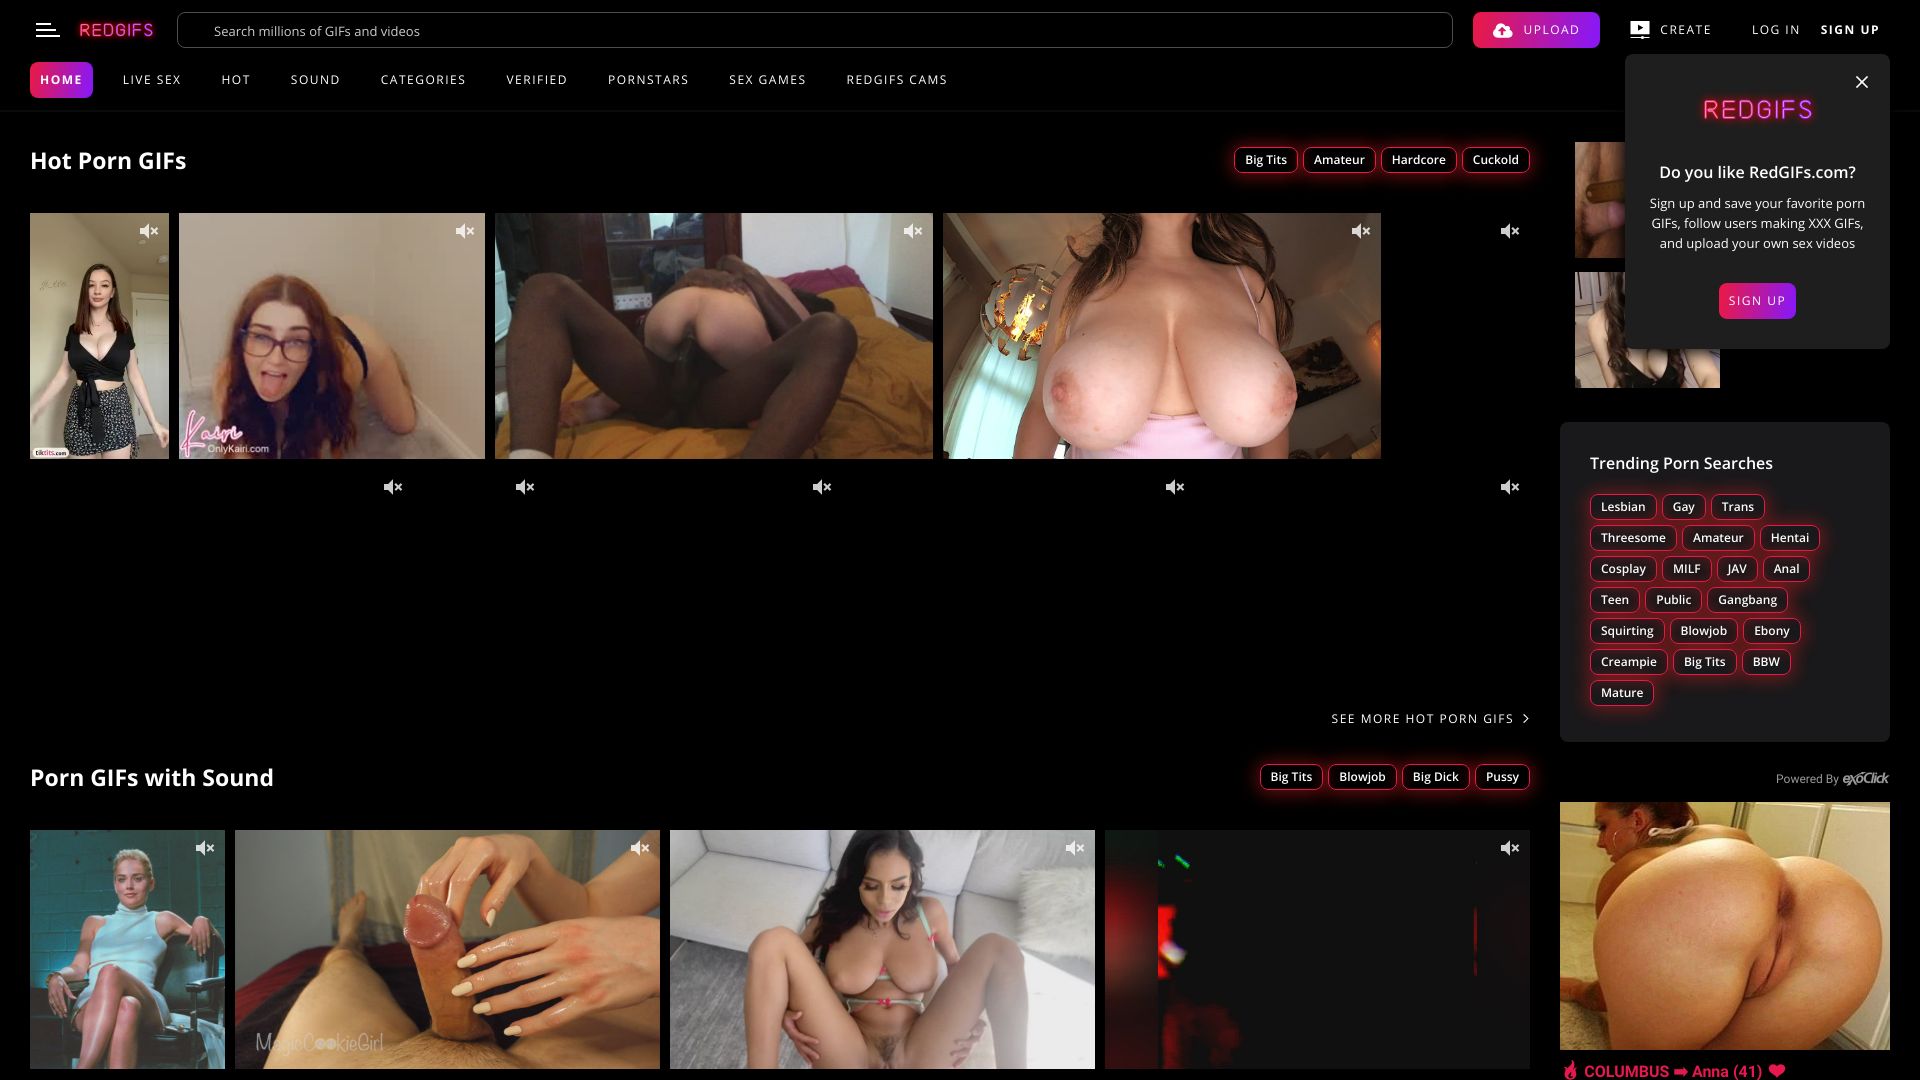 REDGIFS
Search millions of GIFs and videos
UPLOAD
CREATE
LOG IN
SIGN UP
HOME
LIVE SEX
HOT
SOUND
CATEGORIES
VERIFIED
PORNSTARS
SEX GAMES
REDGIFS CAMS
REDGIFS
Do you like RedGIFs.com?
Sign up and save your favorite porn
GIFs, follow users making XXX GIFs,
and upload your own sex videos
SIGN UP
Hot Porn GIFs
Big Tits
Amateur
Hardcore
Cuckold
tiktits.com
Kairi
OnlyKairi.com
Trending Porn Searches
Lesbian
Gay
Trans
Threesome
Amateur
Hentai
Cosplay
MILF
JAV
Anal
Teen
Public
Gangbang
Squirting
Blowjob
Ebony
Creampie
Big Tits
BBW
Mature
SEE MORE HOT PORN GIFS
Porn GIFs with Sound
Big Tits
Blowjob
Big Dick
Pussy
Powered By exoClick
MagicCookieGirl
COLUMBUS ➡ Anna (41) ❤